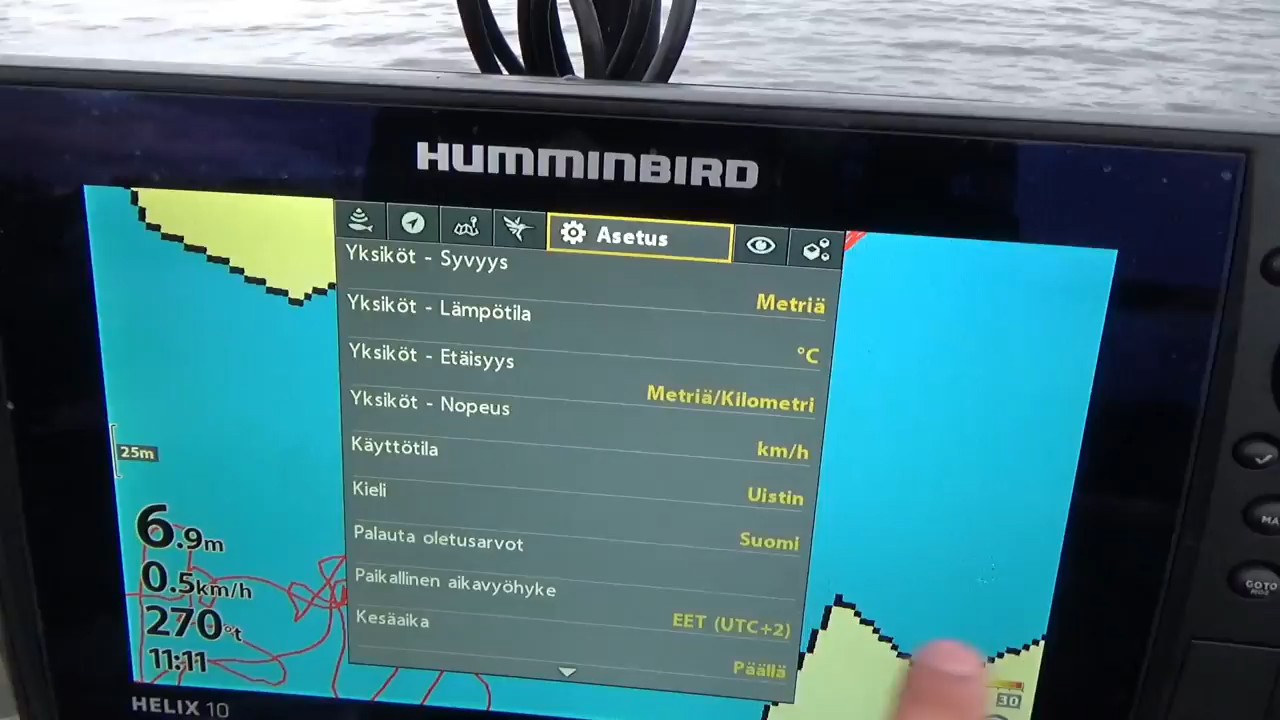 HUMMINBIRD
Asetus
Yksiköt - Syvyys
Metriä
Yksiköt - Lämpötila
°C
Yksiköt - Etäisyys
Metriä/Kilometri
Yksiköt - Nopeus
km/h
Käyttötila
Uistin
Kieli
Suomi
Palauta oletusarvot
Paikallinen aikavyöhyke
EET (UTC+2)
Kesäaika
Päällä
25m
6.9m
0.5km/h
270°t
11:11
30
HELIX 10
GOTO